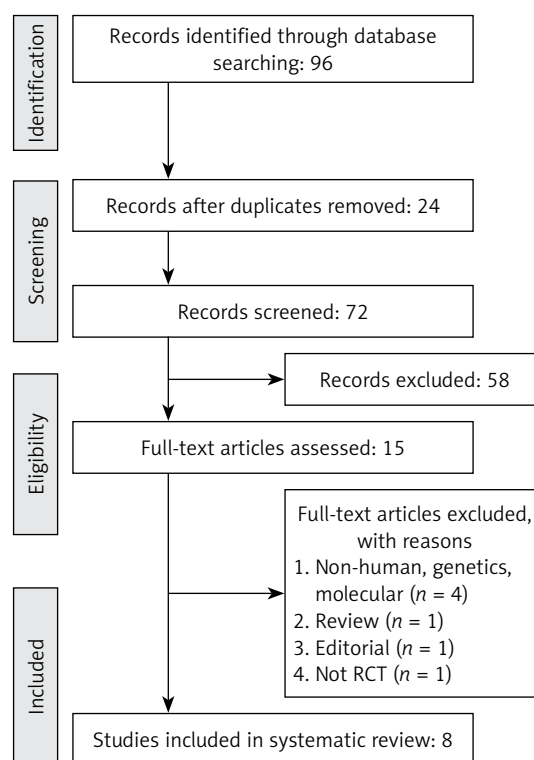 Identification
Records identified through database
searching: 96
Screening
Records after duplicates removed: 24
Records screened: 72
Records excluded: 58
Eligibility
Full-text articles assessed: 15
Full-text articles excluded,
with reasons
1. Non-human, genetics,
molecular (n = 4)
2. Review (n = 1)
3. Editorial (n = 1)
4. Not RCT (n = 1)
Included
Studies included in systematic review: 8